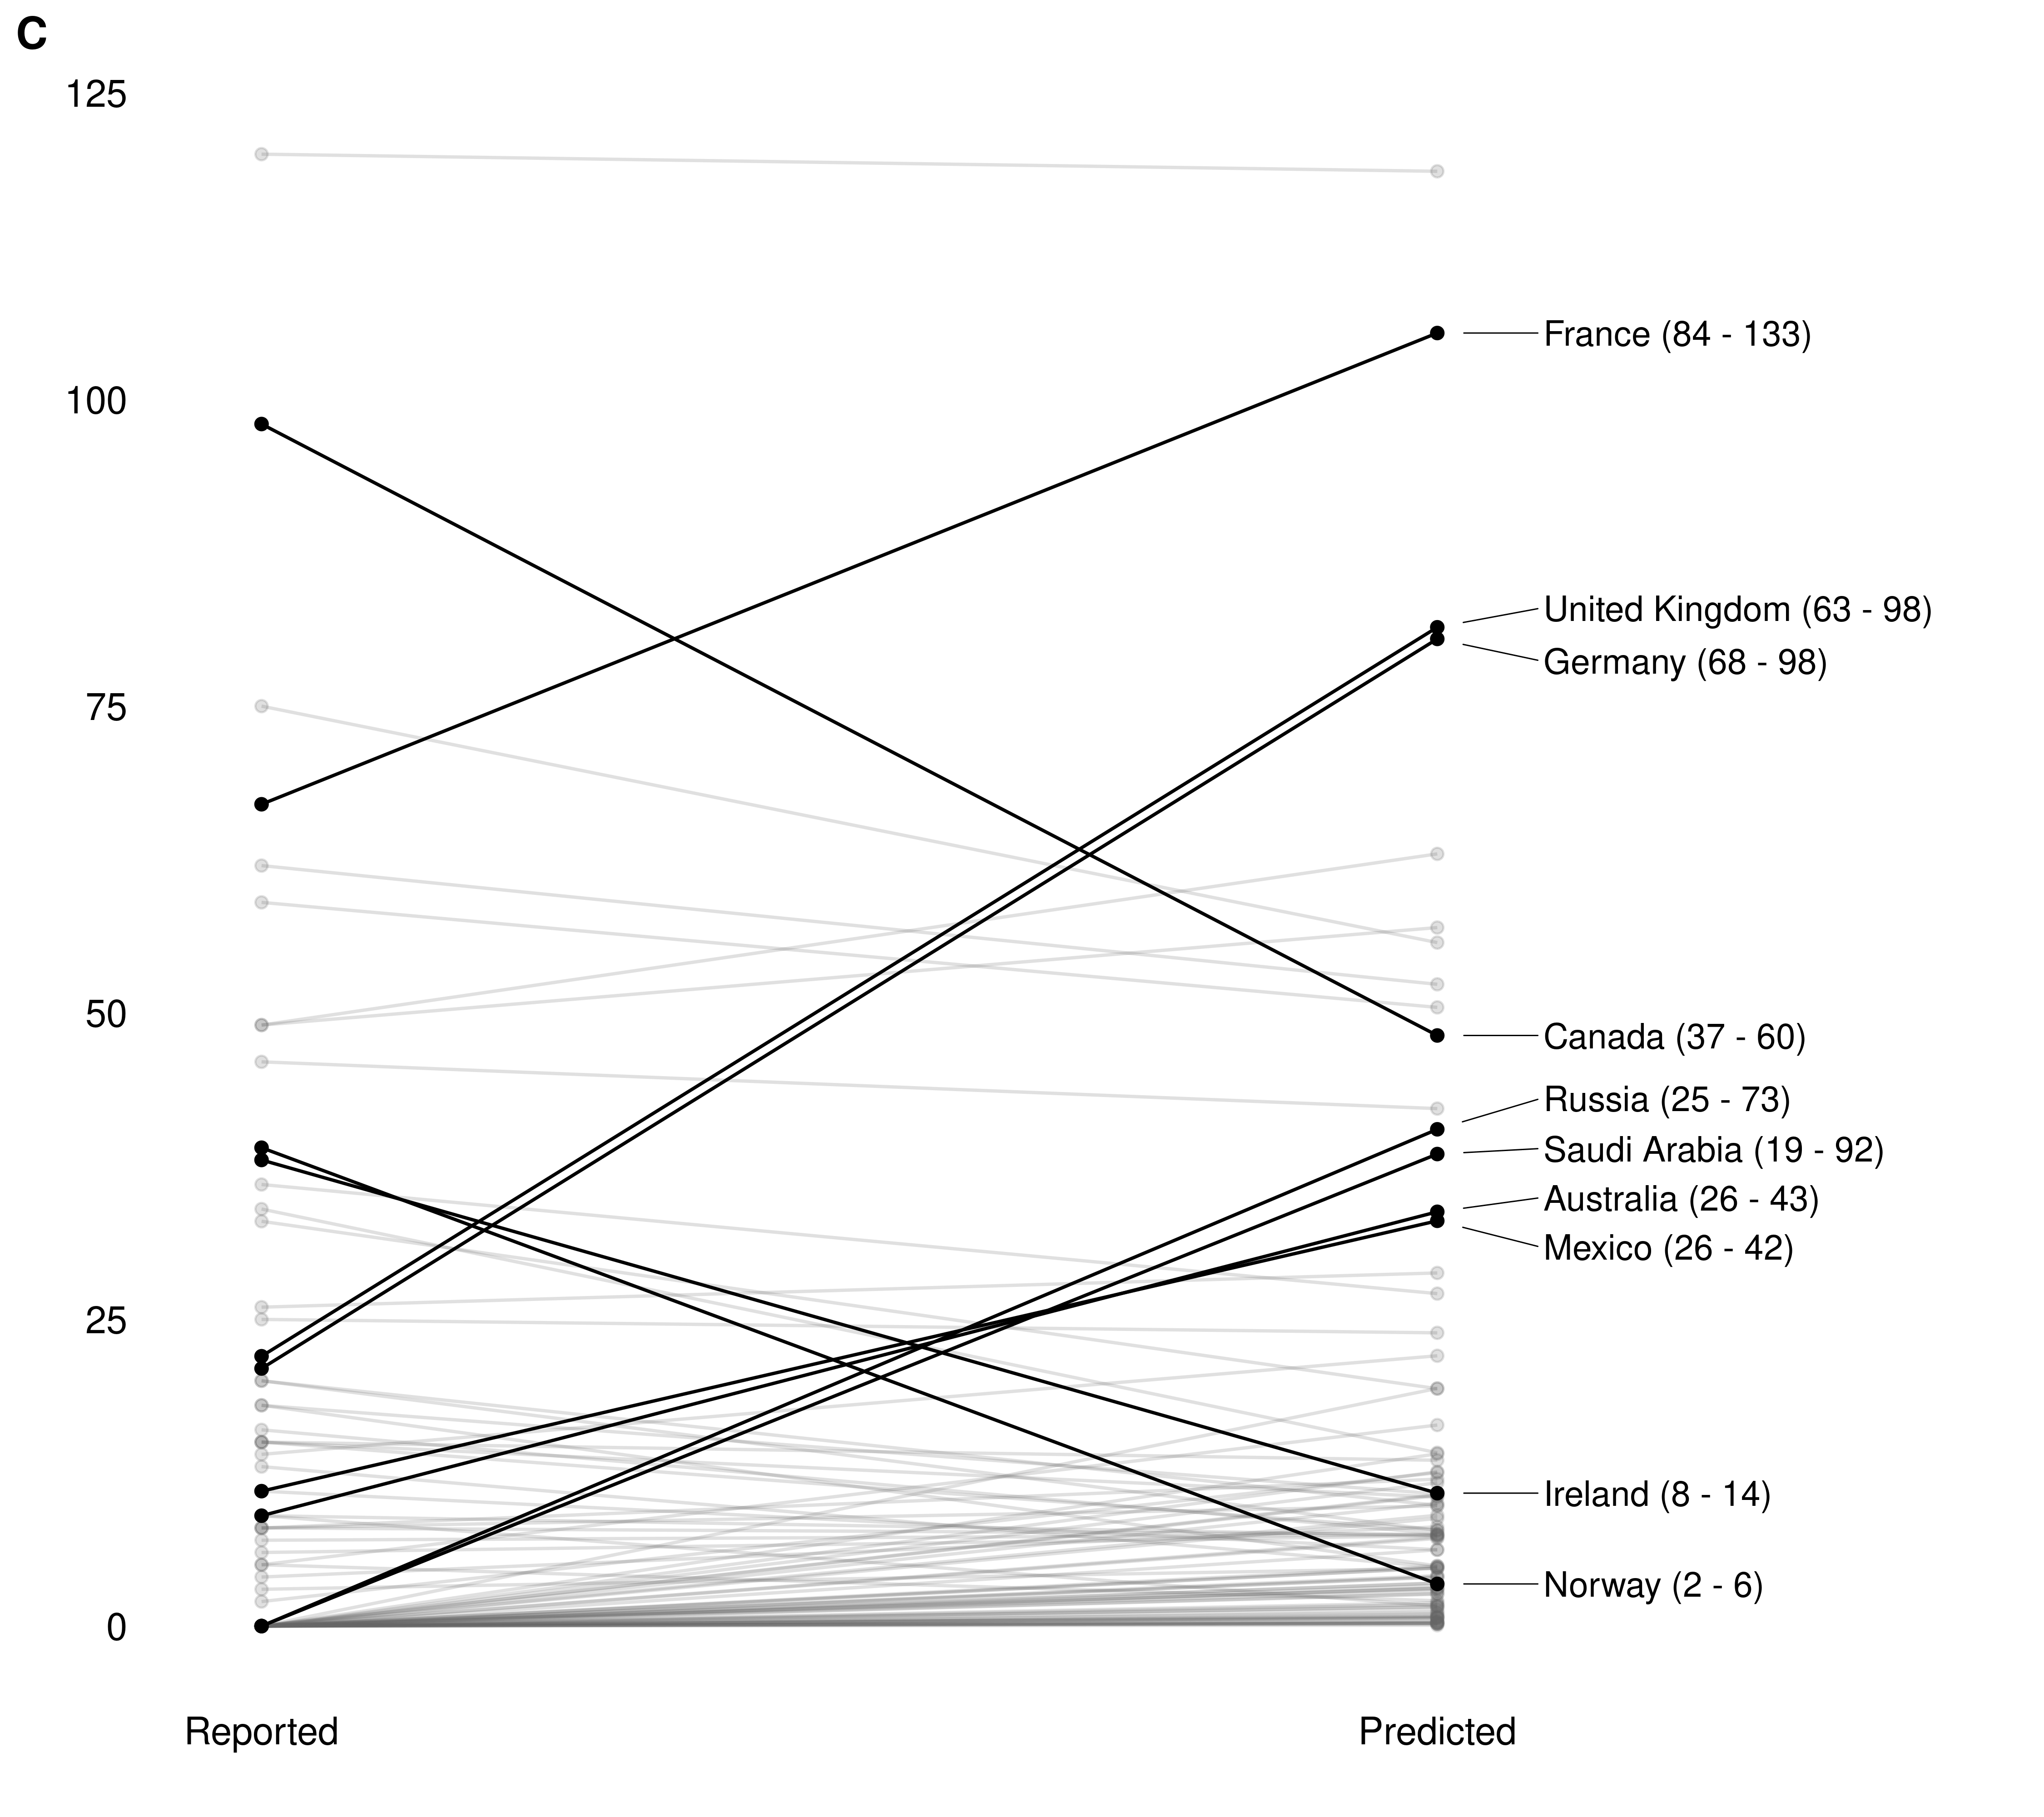 C
125
100
75
50
25
0
France (84 - 133)
United Kingdom (63 - 98)
Germany (68 - 98)
Canada (37 - 60)
Russia (25 - 73)
Saudi Arabia (19 - 92)
Australia (26 - 43)
Mexico (26 - 42)
Ireland (8 - 14)
Norway (2 - 6)
Reported
Predicted